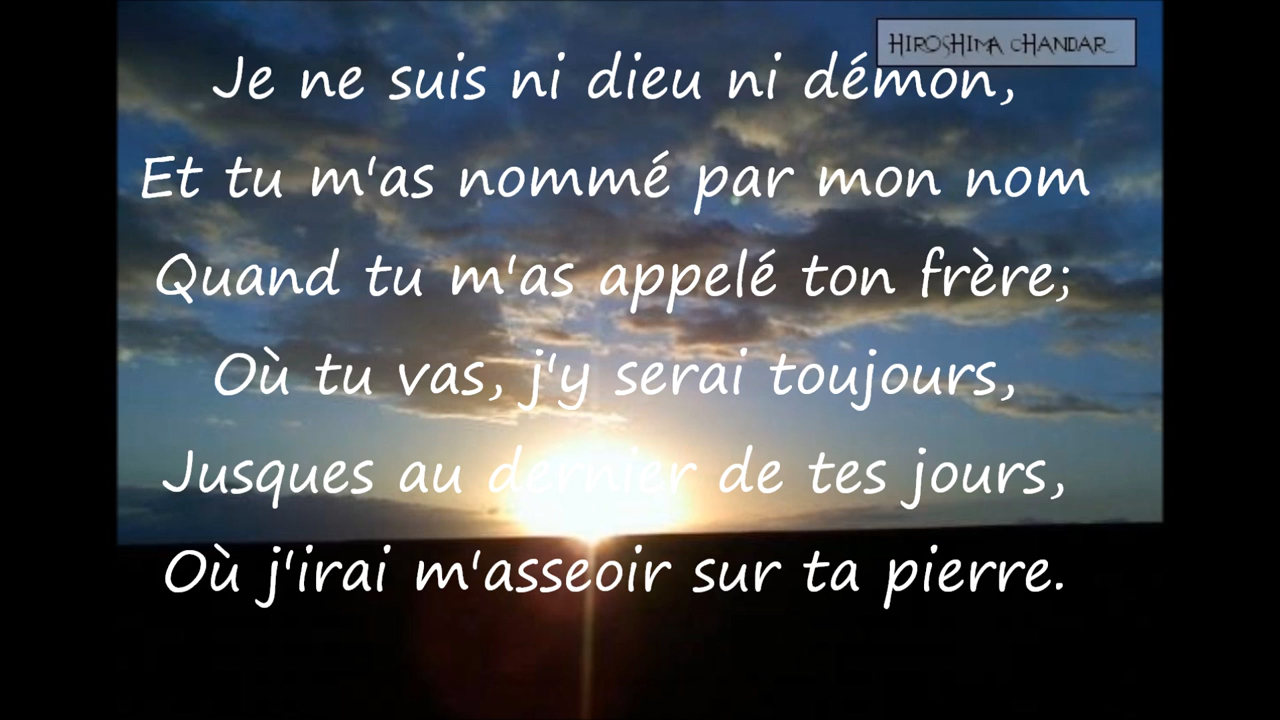 HIROSHIMA CHANDAR
Je ne suis ni dieu ni démon,
Et tu m'as nommé par mon nom
Quand tu m'as appelé ton frère;
Où tu vas, j'y serai toujours,
Jusques au dernier de tes jours,
Où j'irai m'asseoir sur ta pierre.